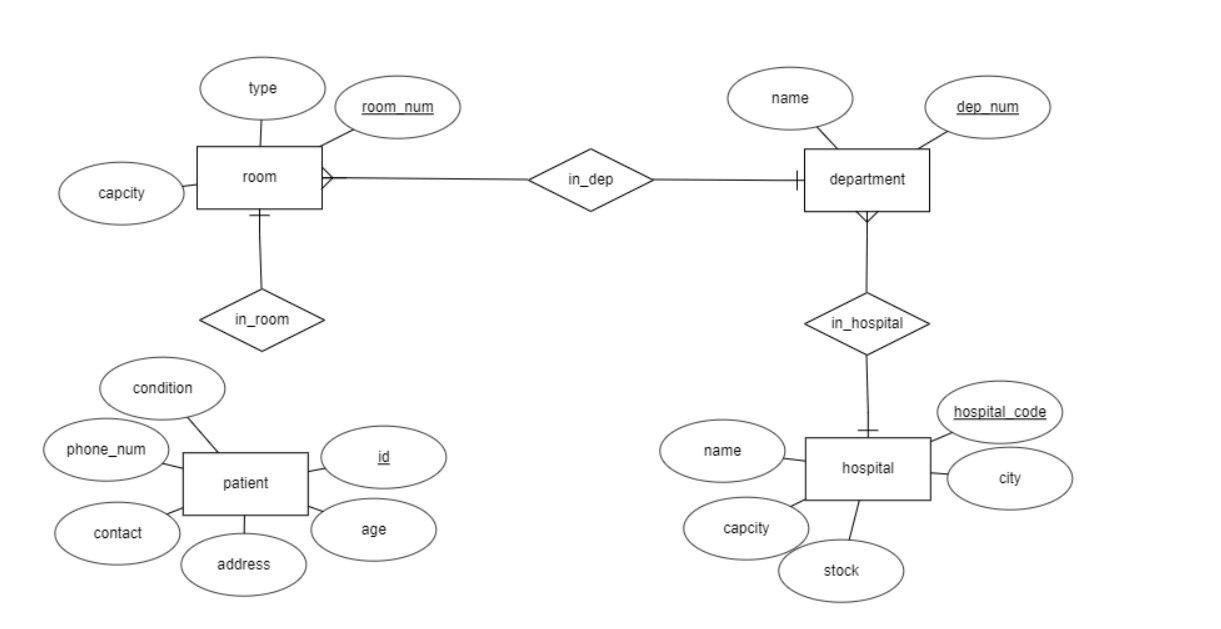 type
room_num
name
dep_num
room
in_dep
department
capcity
in_room
in_hospital
condition
hospital_code
phone_num
id
name
hospital
city
patient
contact
age
capcity
address
stock